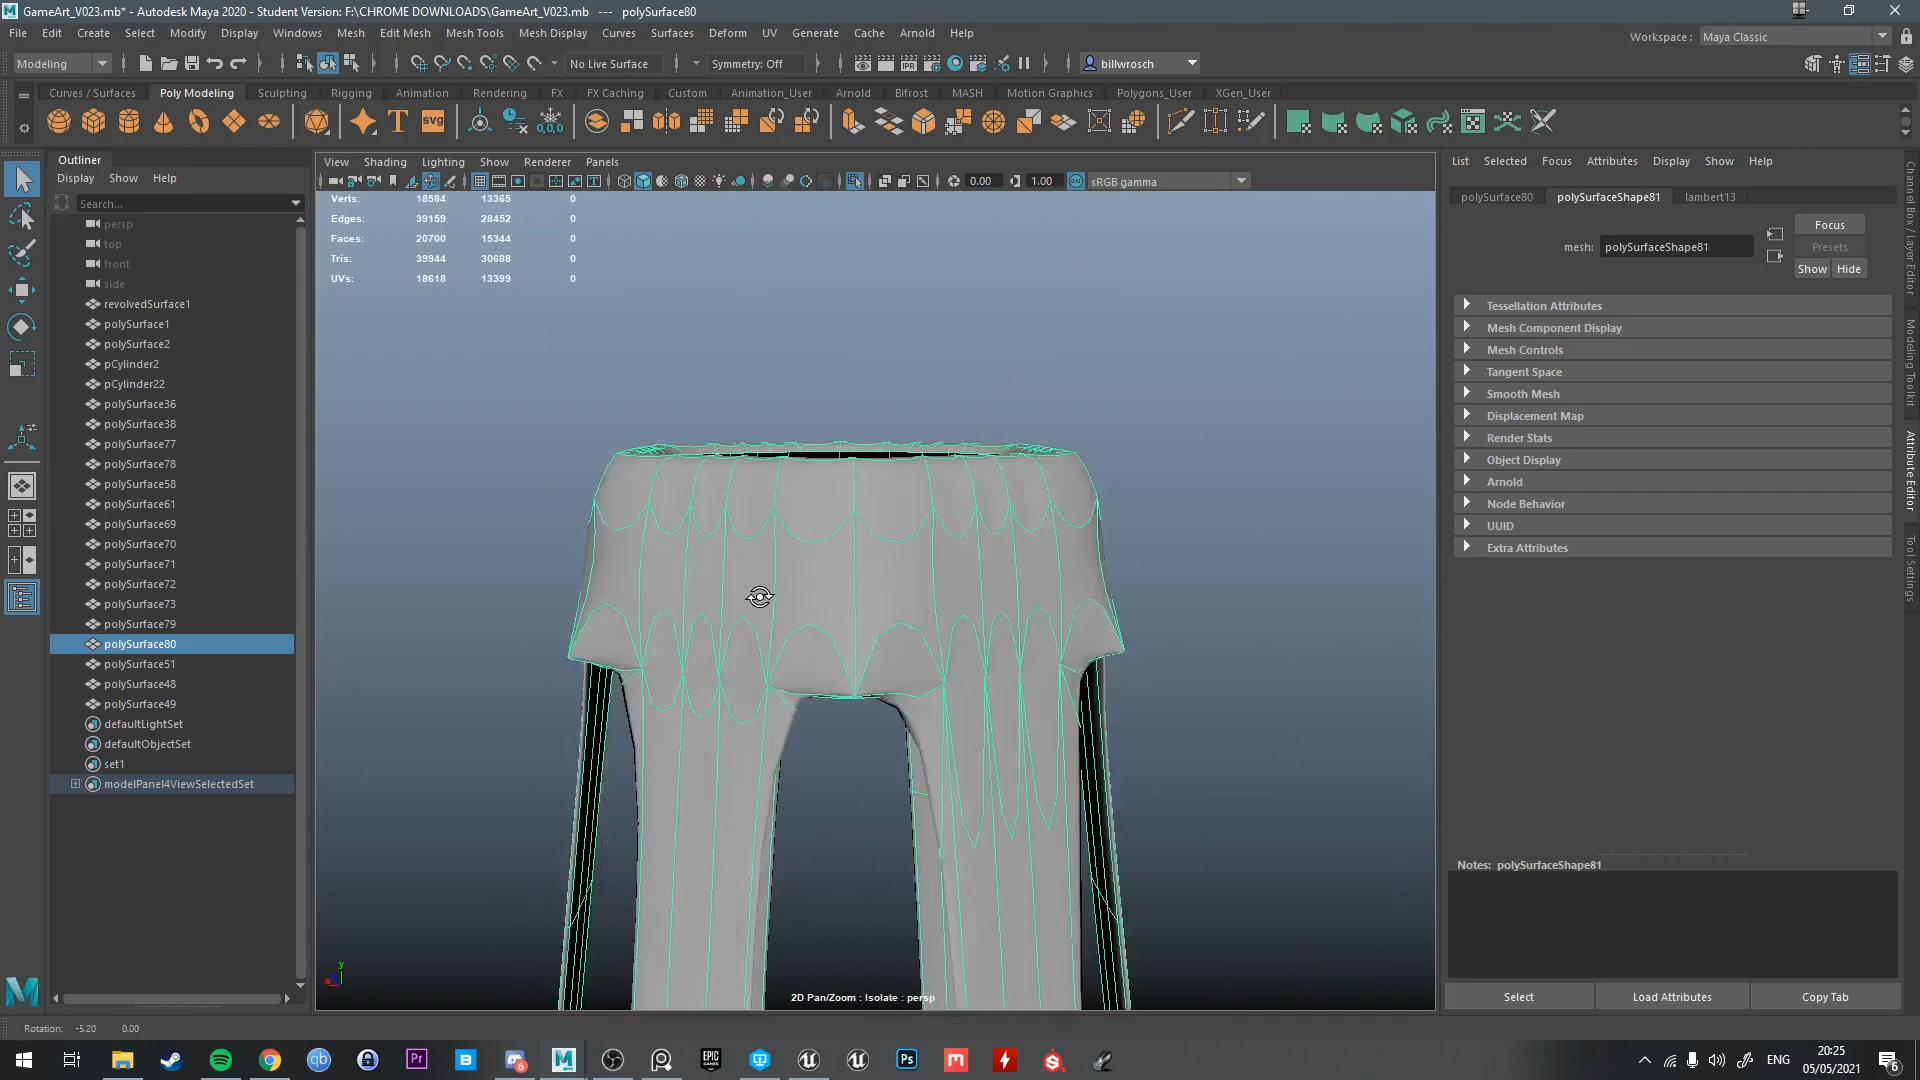 GameArt_V023.mb* - Autodesk Maya 2020 - Student Version: F:\CHROME DOWNLOADS\GameArt_V023.mb --- polySurface80
File Edit Create Select Modify Display Windows Mesh Edit Mesh Mesh Tools Mesh Display Curves Surfaces Deform UV Generate Cache Arnold Help
Workspace : Maya Classic
Modeling No Live Surface Symmetry: Off billwrosch
Curves / Surfaces Poly Modeling Sculpting Rigging Animation Rendering FX FX Caching Custom Animation_User Arnold Bifrost MASH Motion Graphics Polygons_User XGen_User
Outliner
Display Show Help
Search...
persp
top
front
side
revolvedSurface1
polySurface1
polySurface2
pCylinder2
pCylinder22
polySurface36
polySurface38
polySurface77
polySurface78
polySurface58
polySurface61
polySurface69
polySurface70
polySurface71
polySurface72
polySurface73
polySurface79
polySurface80
polySurface51
polySurface48
polySurface49
defaultLightSet
defaultObjectSet
set1
modelPanel4ViewSelectedSet
View Shading Lighting Show Renderer Panels
0.00 1.00 sRGB gamma
Verts: 18584 13365 0
Edges: 39159 28452 0
Faces: 20700 15344 0
Tris: 39944 30688 0
UVs: 18618 13399 0
y
x
2D Pan/Zoom : Isolate : persp
List Selected Focus Attributes Display Show Help
polySurface80 polySurfaceShape81 lambert13
mesh: polySurfaceShape81
Focus
Presets
Show Hide
Tessellation Attributes
Mesh Component Display
Mesh Controls
Tangent Space
Smooth Mesh
Displacement Map
Render Stats
Object Display
Arnold
Node Behavior
UUID
Extra Attributes
Notes: polySurfaceShape81
Select Load Attributes Copy Tab
Channel Box / Layer Editor
Modeling Toolkit
Attribute Editor
Tool Settings
Rotation: -5.20 0.00
ENG
20:25
05/05/2021